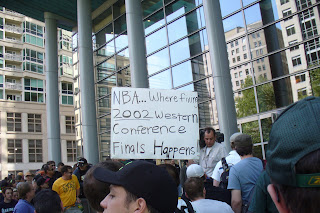 NBA... Where fixing
2002 Western
Conference
Finals Happens